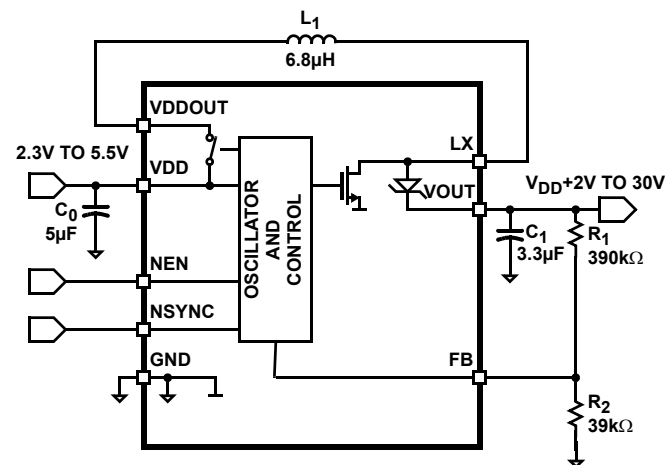 L1
6.8µH
VDDOUT
2.3V TO 5.5V
VDD
LX
VOUT
VDD+2V TO 30V
C0
5µF
OSCILLATOR
AND
CONTROL
C1
3.3µF
R1
390kΩ
NEN
NSYNC
GND
FB
R2
39kΩ